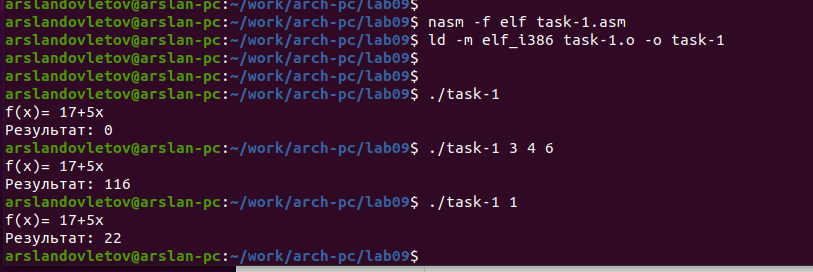 arslandovletov@arslan-pc:~/work/arch-pc/lab09$
arslandovletov@arslan-pc:~/work/arch-pc/lab09$ nasm -f elf task-1.asm
arslandovletov@arslan-pc:~/work/arch-pc/lab09$ ld -m elf_i386 task-1.o -o task-1
arslandovletov@arslan-pc:~/work/arch-pc/lab09$
arslandovletov@arslan-pc:~/work/arch-pc/lab09$
arslandovletov@arslan-pc:~/work/arch-pc/lab09$ ./task-1
f(x)= 17+5x
Результат: 0
arslandovletov@arslan-pc:~/work/arch-pc/lab09$ ./task-1 3 4 6
f(x)= 17+5x
Результат: 116
arslandovletov@arslan-pc:~/work/arch-pc/lab09$ ./task-1 1
f(x)= 17+5x
Результат: 22
arslandovletov@arslan-pc:~/work/arch-pc/lab09$